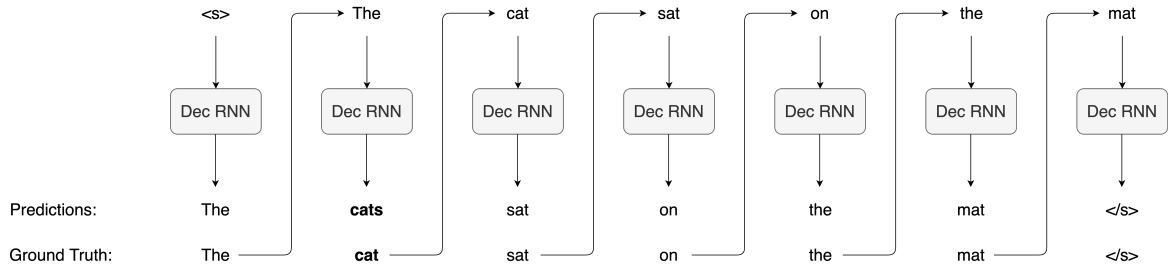 <s> The cat sat on the mat
Dec RNN Dec RNN Dec RNN Dec RNN Dec RNN Dec RNN Dec RNN
Predictions: The cats sat on the mat </s>
Ground Truth: The cat sat on the mat </s>